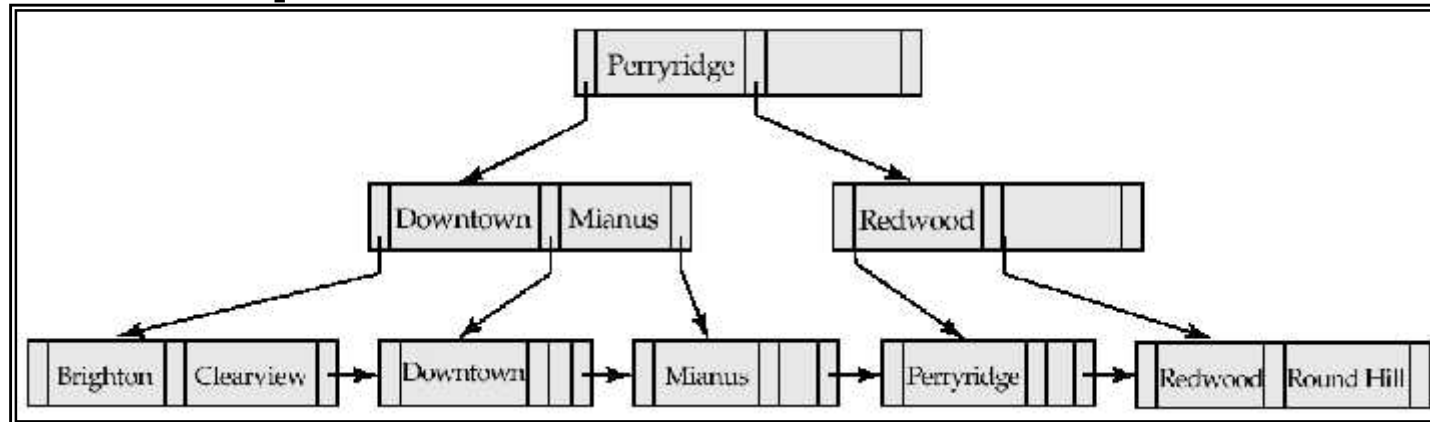 Perryridge
Downtown Mianus
Redwood
Brighton Clearview
Downtown
Mianus
Perryridge
Redwood Round Hill